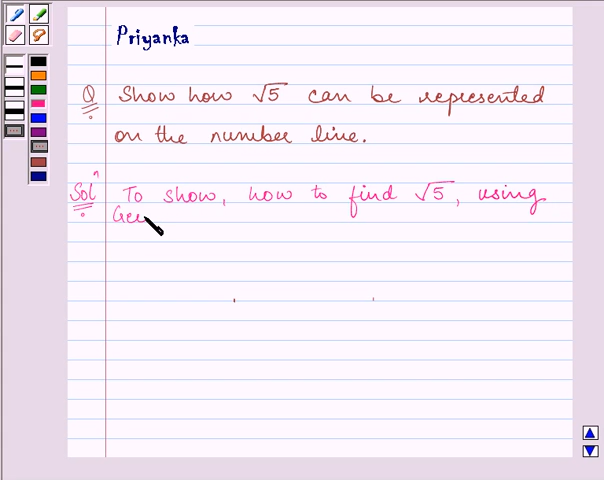 Priyanka
Q Show how √5 can be represented
on the number line.
Solⁿ To show, how to find √5, using